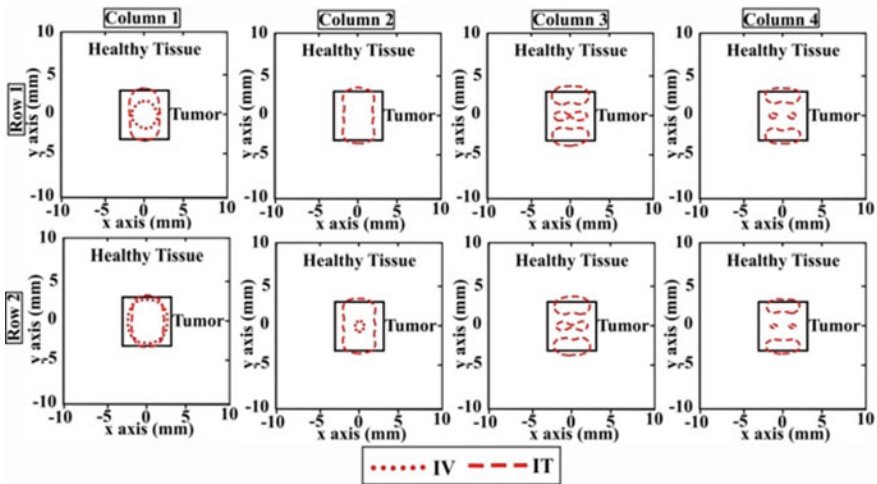 Column 1 Column 2 Column 3 Column 4
Row 1
10 10 10 10
Healthy Tissue Healthy Tissue Healthy Tissue Healthy Tissue
5 5 5 5
0 Tumor 0 Tumor 0 Tumor 0 Tumor
y axis (mm) y axis (mm) y axis (mm) y axis (mm)
-5 -5 -5 -5
-10 -10 -10 -10
-10 -5 0 5 10 -10 -5 0 5 10 -10 -5 0 5 10 -10 -5 0 5 10
x axis (mm) x axis (mm) x axis (mm) x axis (mm)
Row 2
10 10 10 10
Healthy Tissue Healthy Tissue Healthy Tissue Healthy Tissue
5 5 5 5
0 Tumor 0 Tumor 0 Tumor 0 Tumor
y axis (mm) y axis (mm) y axis (mm) y axis (mm)
-5 -5 -5 -5
-10 -10 -10 -10
-10 -5 0 5 10 -10 -5 0 5 10 -10 -5 0 5 10 -10 -5 0 5 10
x axis (mm) x axis (mm) x axis (mm) x axis (mm)
IV IT